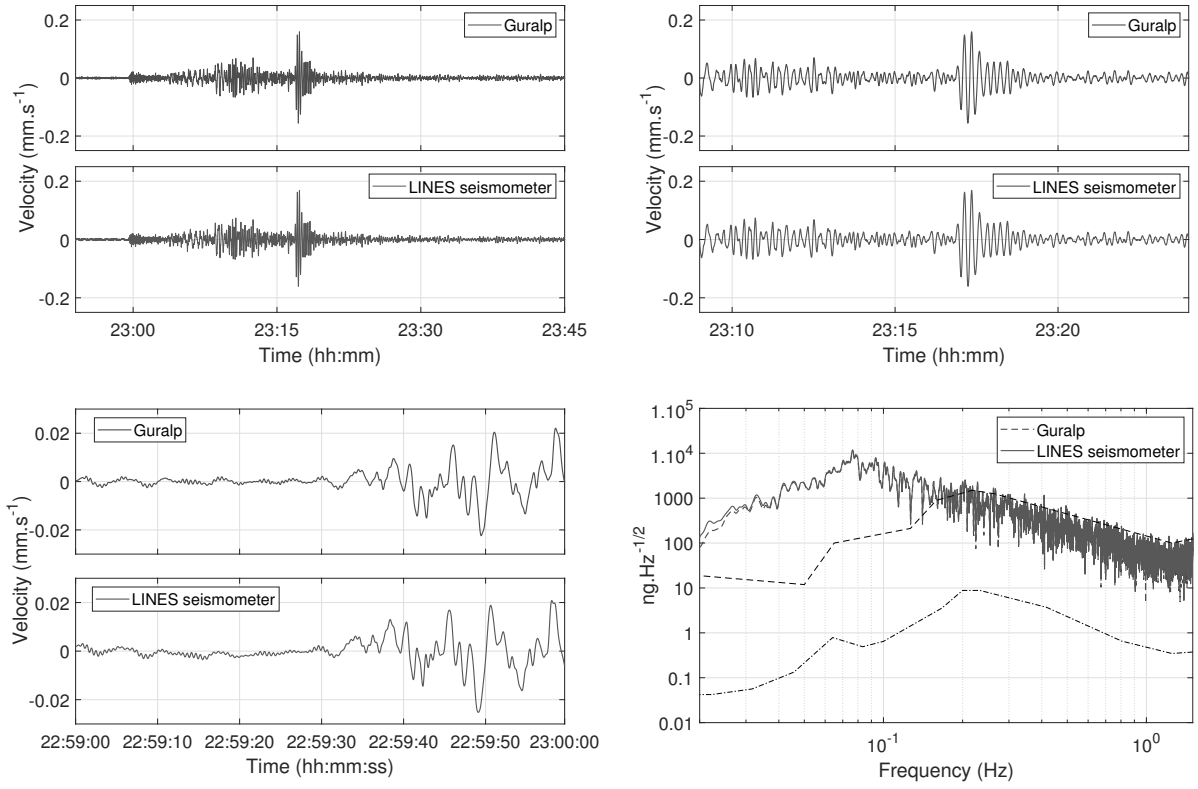 0.2
Guralp
0
-0.2
0.2
LINES seismometer
0
-0.2
Velocity (mm.s-1)
23:00 23:15 23:30 23:45
Time (hh:mm)
0.2
Guralp
0
-0.2
0.2
LINES seismometer
0
-0.2
Velocity (mm.s-1)
23:10 23:15 23:20
Time (hh:mm)
0.02
Guralp
0
-0.02
0.02
LINES seismometer
0
-0.02
Velocity (mm.s-1)
22:59:00 22:59:10 22:59:20 22:59:30 22:59:40 22:59:50 23:00:00
Time (hh:mm:ss)
1.10^5
Guralp
LINES seismometer
1.10^4
1000
100
10
1
0.1
0.01
ng.Hz-1/2
10-1 100
Frequency (Hz)